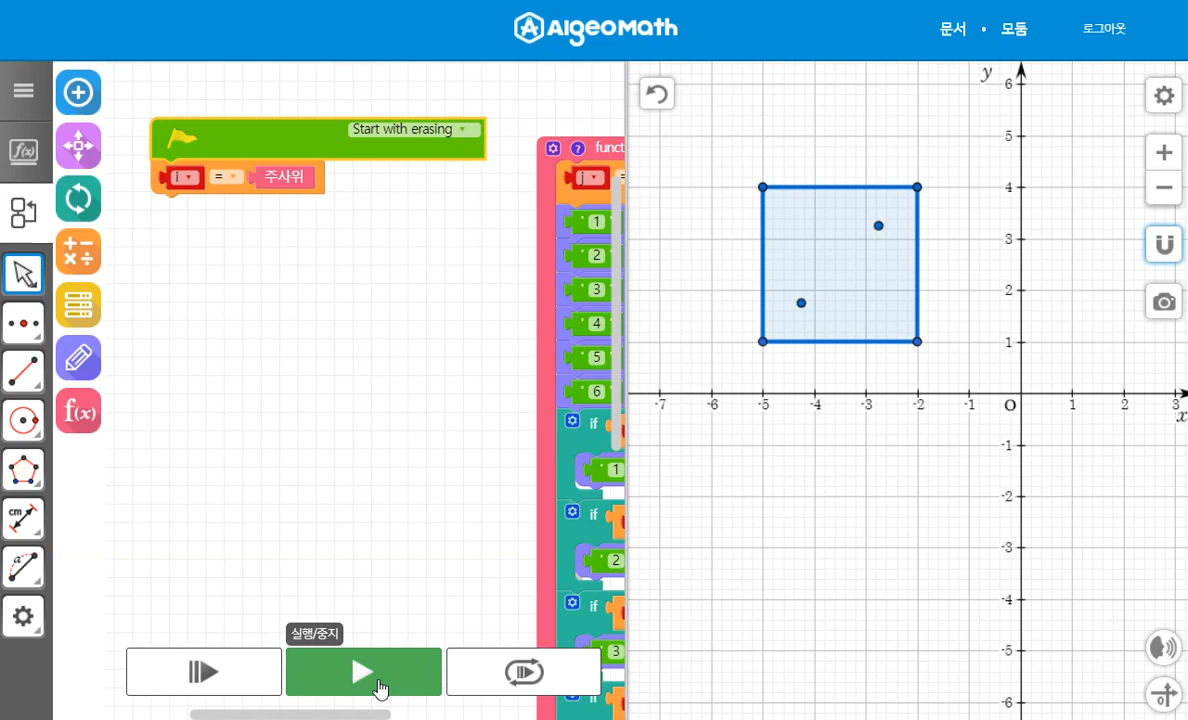 AlgeoMath
문서 • 모둠
로그아웃
Start with erasing
i = 주사위
funct
j =
' 1 '
' 2 '
' 3 '
' 4 '
' 5 '
' 6 '
if
' 1
if
' 2
if
' 3
if
f(x)
+ −
× ÷
f(x)
cm
a°
실행/중지
y
6
5
4
3
2
1
-7 -6 -5 -4 -3 -2 O 1 2 3
x
-1
-2
-3
-4
-5
-6